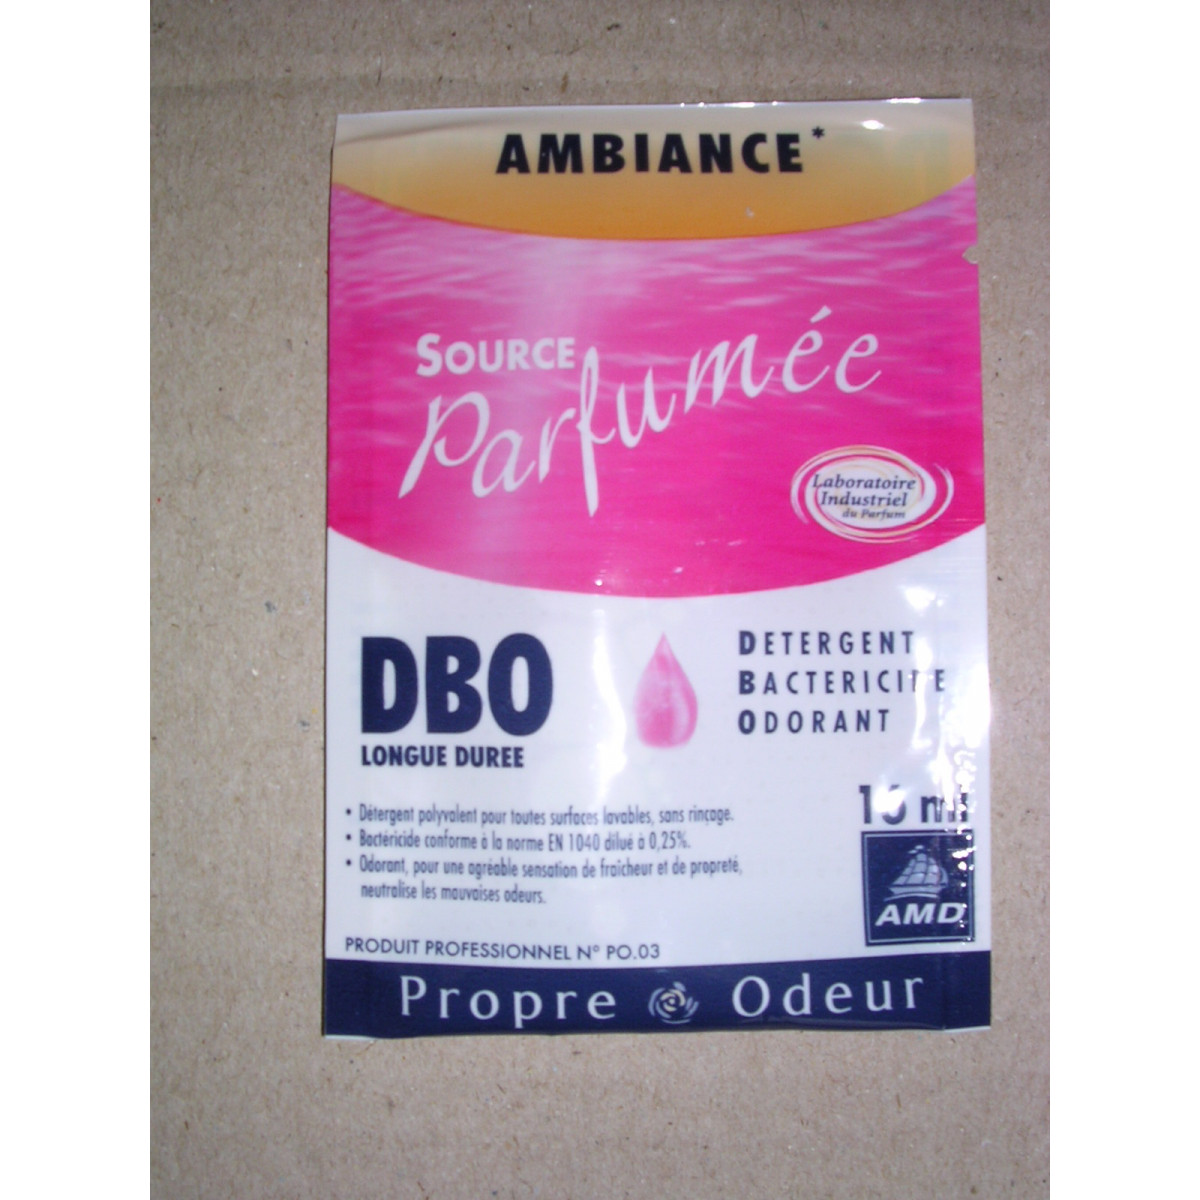 AMBIANCE*
SOURCE
Parfumée
Laboratoire
Industriel
du Parfum
DBO
LONGUE DUREE
DETERGENT
BACTERICIDE
ODORANT
16 ml
• Détergent polyvalent pour toutes surfaces lavables, sans rinçage.
• Bactéricide conforme à la norme EN 1040 dilué à 0,25%.
• Odorant, pour une agréable sensation de fraîcheur et de propreté,
neutralise les mauvaises odeurs.
AMD
PRODUIT PROFESSIONNEL N° PO.03
Propre Odeur